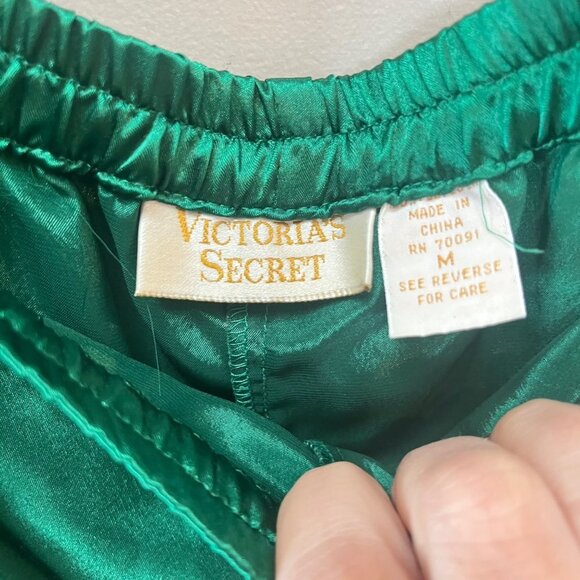 VICTORIA'S
SECRET
MADE IN
CHINA
RN 70091
M
SEE REVERSE
FOR CARE